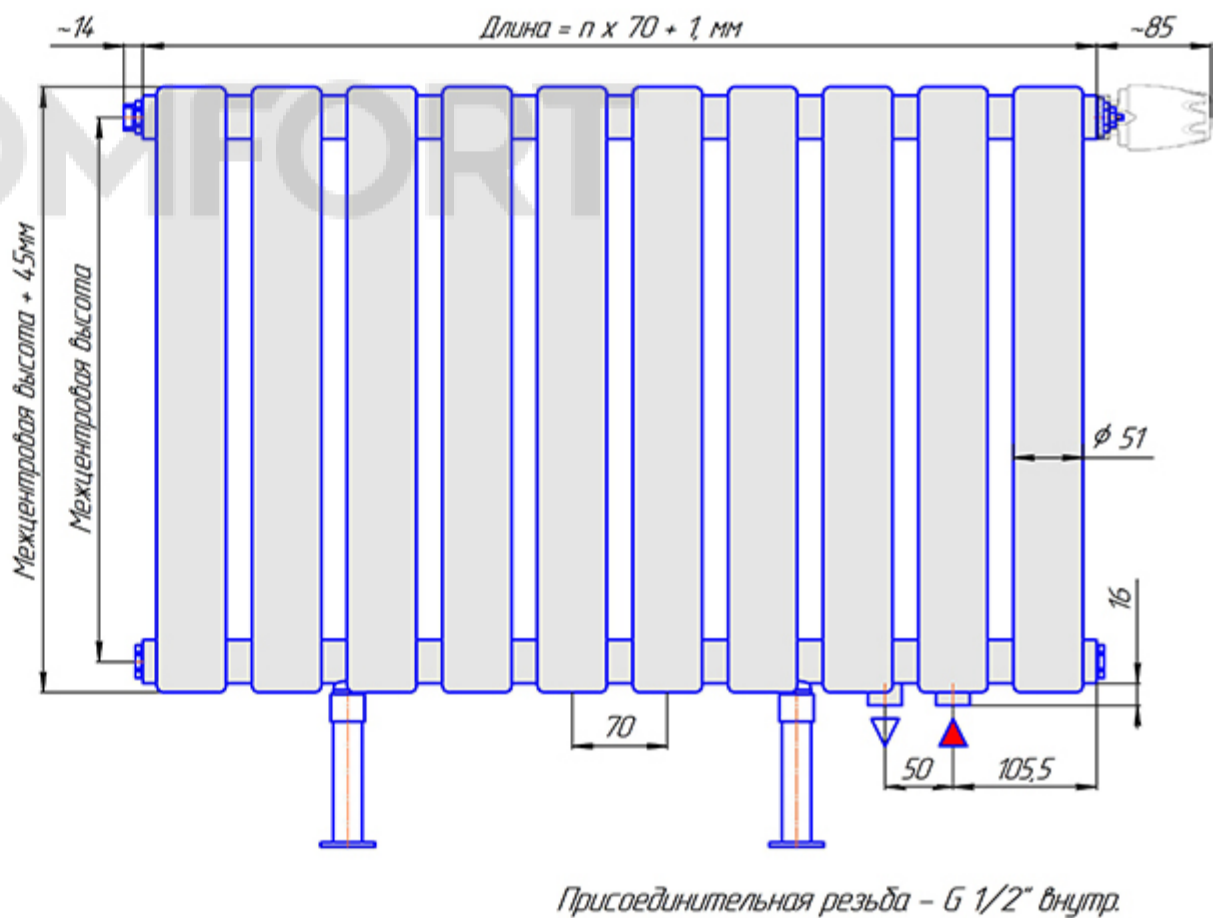 ~14
Длина = n x 70 + 1, мм
~85
OMFORT
Межцентровая высота + 45мм
Межцентровая высота
φ 51
16
70
50
105,5
Присоединительная резьба - G 1/2" внутр.